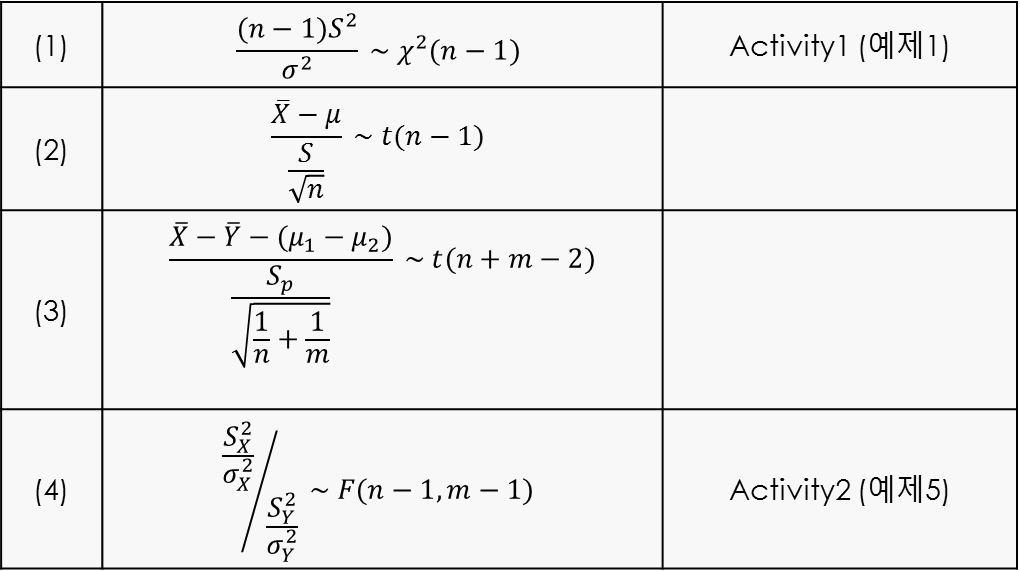 (1) (n − 1)S² / σ² ~ χ²(n − 1) Activity1 (예제1)
(2) (X̄ − μ) / (S / √n) ~ t(n − 1)
(3) (X̄ − Ȳ − (μ₁ − μ₂)) / (S_p / √(1/n + 1/m)) ~ t(n + m − 2)
(4) (S_X² / σ_X²) / (S_Y² / σ_Y²) ~ F(n − 1, m − 1) Activity2 (예제5)